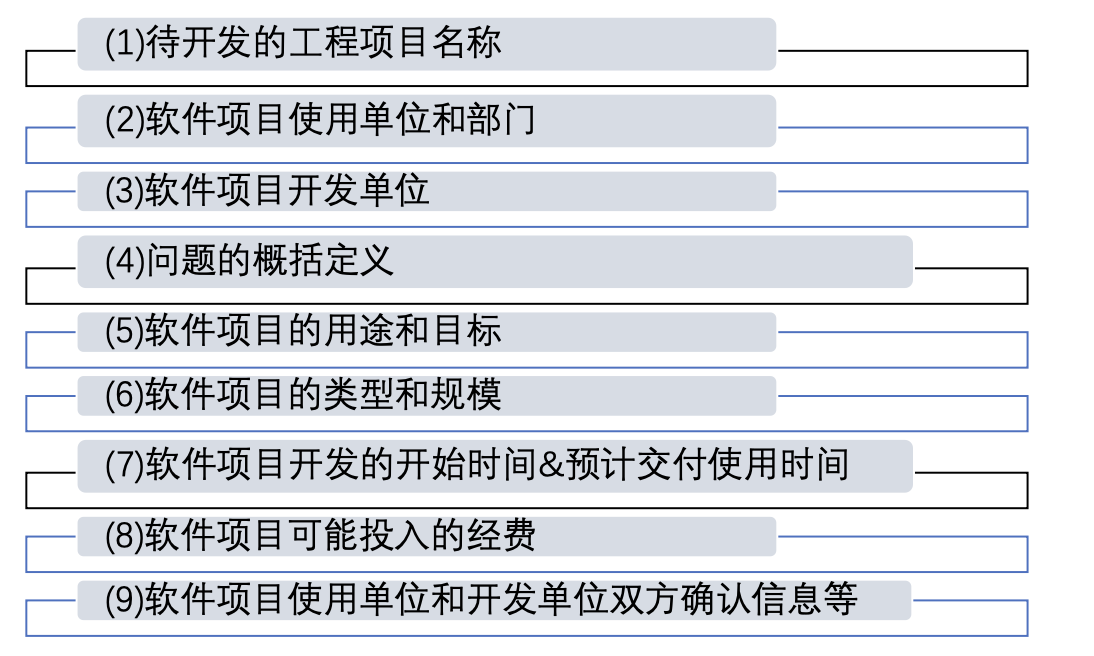 (1)待开发的工程项目名称
(2)软件项目使用单位和部门
(3)软件项目开发单位
(4)问题的概括定义
(5)软件项目的用途和目标
(6)软件项目的类型和规模
(7)软件项目开发的开始时间&预计交付使用时间
(8)软件项目可能投入的经费
(9)软件项目使用单位和开发单位双方确认信息等